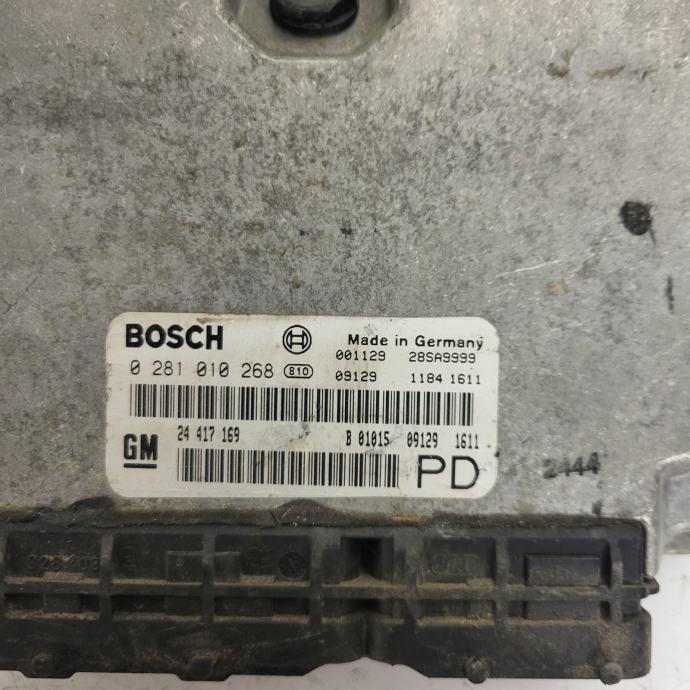 BOSCH Made in Germany
001129 28SA9999
0 281 010 268 810 09129 1184 1611
GM 24 417 169 B 01015 09129 1611
PD
2444